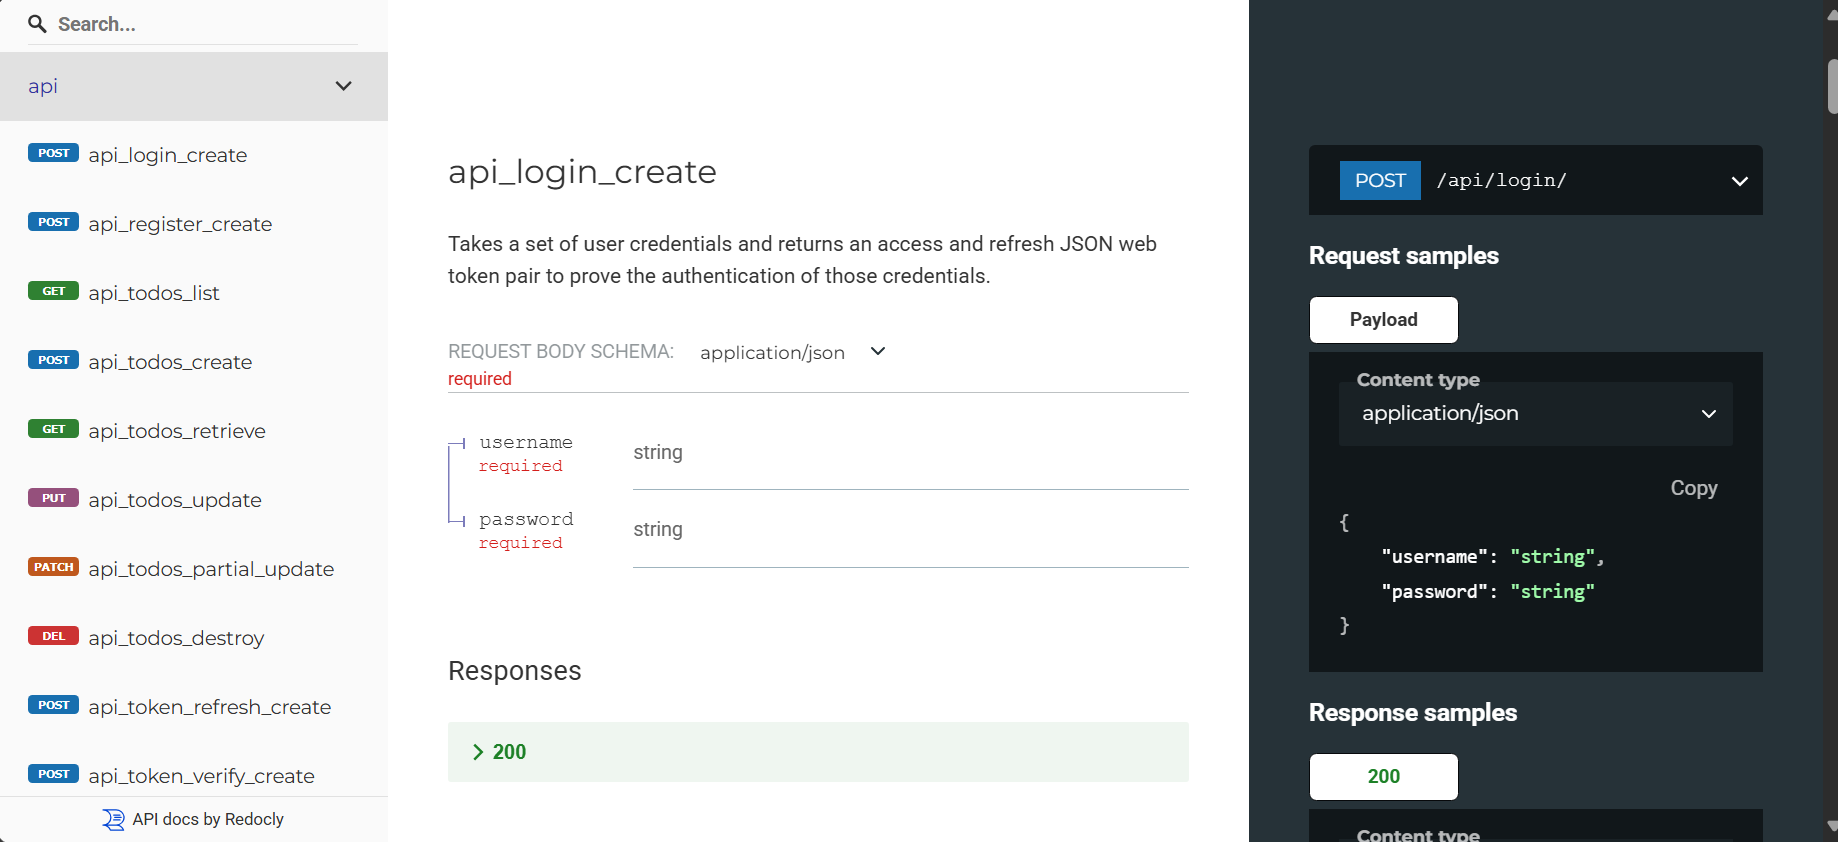 Search...
api
POST api_login_create
POST api_register_create
GET api_todos_list
POST api_todos_create
GET api_todos_retrieve
PUT api_todos_update
PATCH api_todos_partial_update
DEL api_todos_destroy
POST api_token_refresh_create
POST api_token_verify_create
API docs by Redocly
api_login_create
Takes a set of user credentials and returns an access and refresh JSON web
token pair to prove the authentication of those credentials.
REQUEST BODY SCHEMA: application/json
required
username string
required
password string
required
Responses
200
POST /api/login/
Request samples
Payload
Content type
application/json
Copy
{
"username": "string",
"password": "string"
}
Response samples
200
Content type